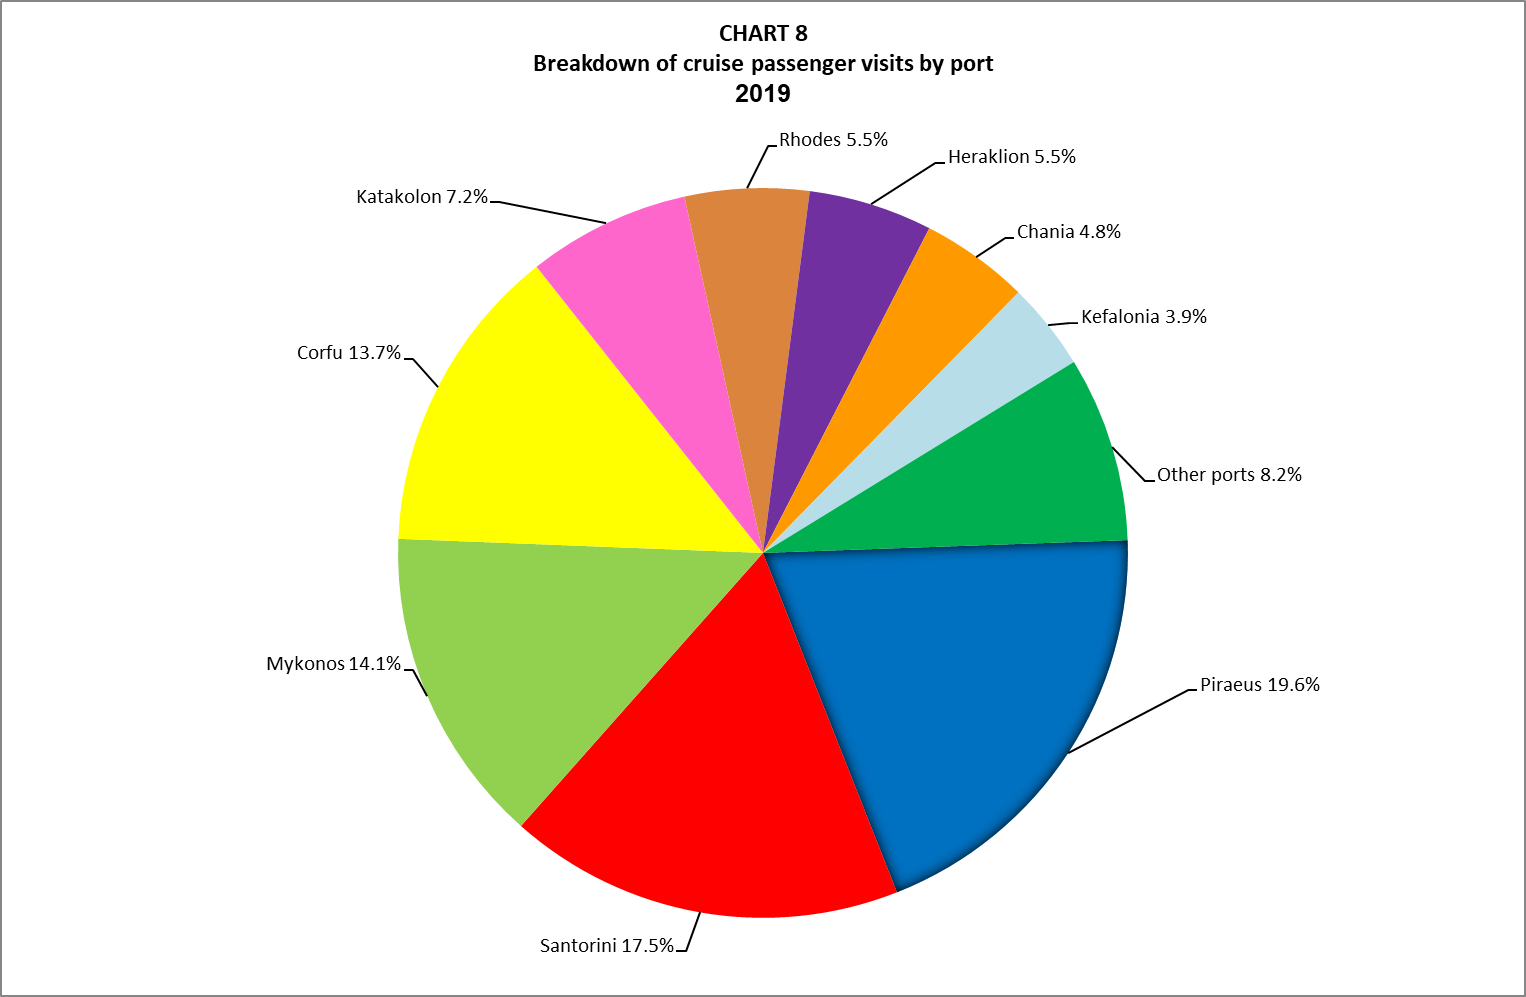 CHART 8
Breakdown of cruise passenger visits by port
2019
Rhodes 5.5%
Heraklion 5.5%
Katakolon 7.2%
Chania 4.8%
Kefalonia 3.9%
Corfu 13.7%
Other ports 8.2%
Mykonos 14.1%
Piraeus 19.6%
Santorini 17.5%